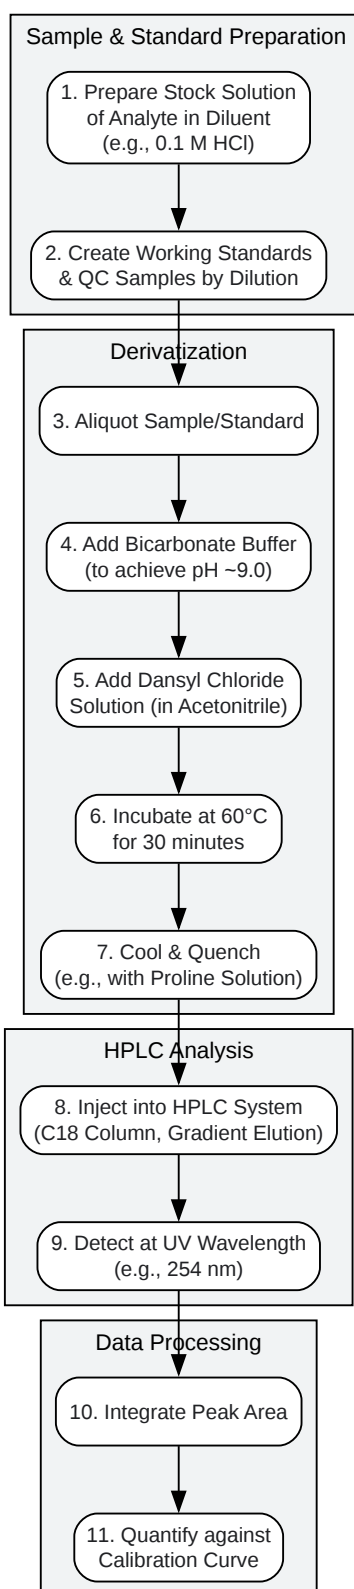 Sample & Standard Preparation
1. Prepare Stock Solution
of Analyte in Diluent
(e.g., 0.1 M HCl)
2. Create Working Standards
& QC Samples by Dilution
Derivatization
3. Aliquot Sample/Standard
4. Add Bicarbonate Buffer
(to achieve pH ~9.0)
5. Add Dansyl Chloride
Solution (in Acetonitrile)
6. Incubate at 60°C
for 30 minutes
7. Cool & Quench
(e.g., with Proline Solution)
HPLC Analysis
8. Inject into HPLC System
(C18 Column, Gradient Elution)
9. Detect at UV Wavelength
(e.g., 254 nm)
Data Processing
10. Integrate Peak Area
11. Quantify against
Calibration Curve